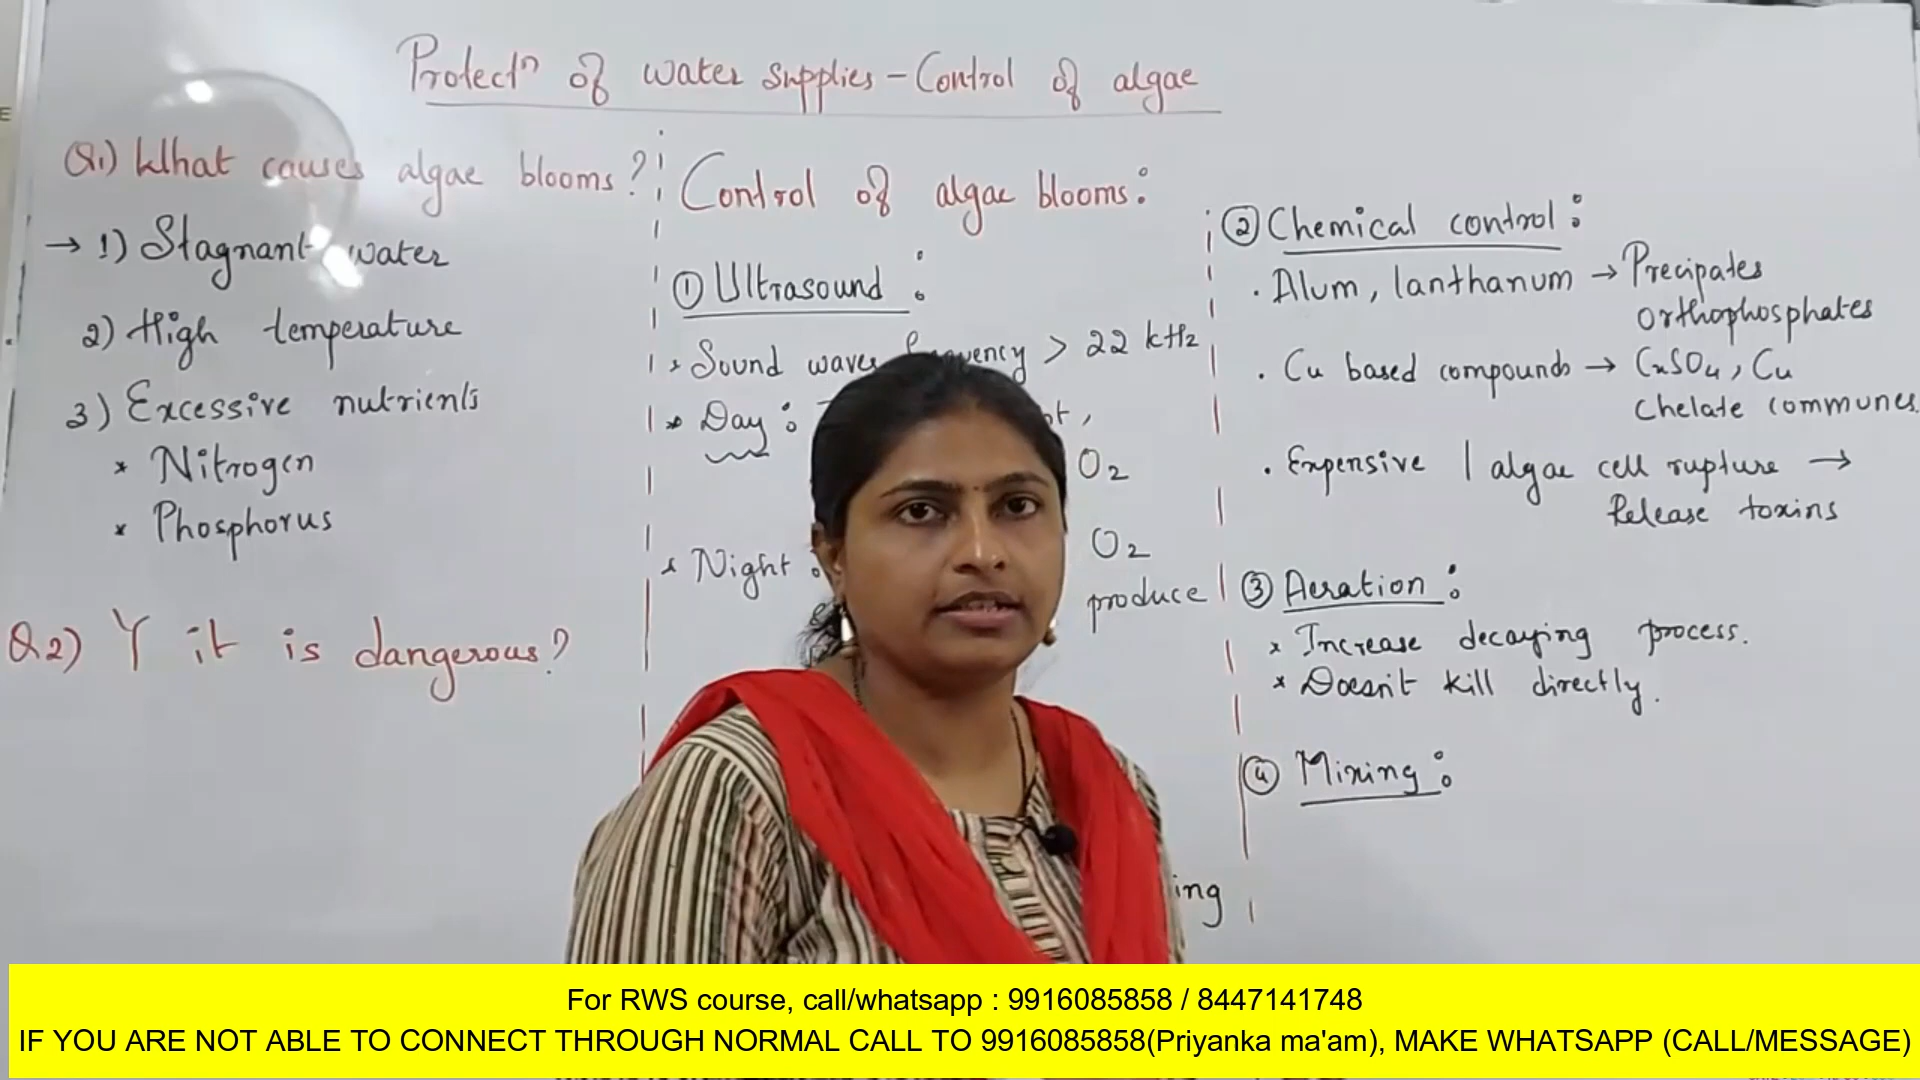 Protectn of water supplies - Control of algae
Q1.) What causes algae blooms?
→ 1) Stagnant water
2) High temperature
3) Excessive nutrients
* Nitrogen
* Phosphorus
Q.2) Y it is dangerous?
Control of algae blooms:
① Ultrasound :
* Sound waves frequency > 22 kHz
* Day :
O2
* Night :
O2
produce
ing
② Chemical control :
. Alum, lanthanum → Precipates
orthophosphates
. Cu based compounds → CuSO4, Cu
Chelate communes.
. Expensive | algae cell rupture →
Release toxins
③ Aeration :
* Increase decaying process.
* Doesn't kill directly.
④ Mixing :
For RWS course, call/whatsapp : 9916085858 / 8447141748
IF YOU ARE NOT ABLE TO CONNECT THROUGH NORMAL CALL TO 9916085858(Priyanka ma'am), MAKE WHATSAPP (CALL/MESSAGE)